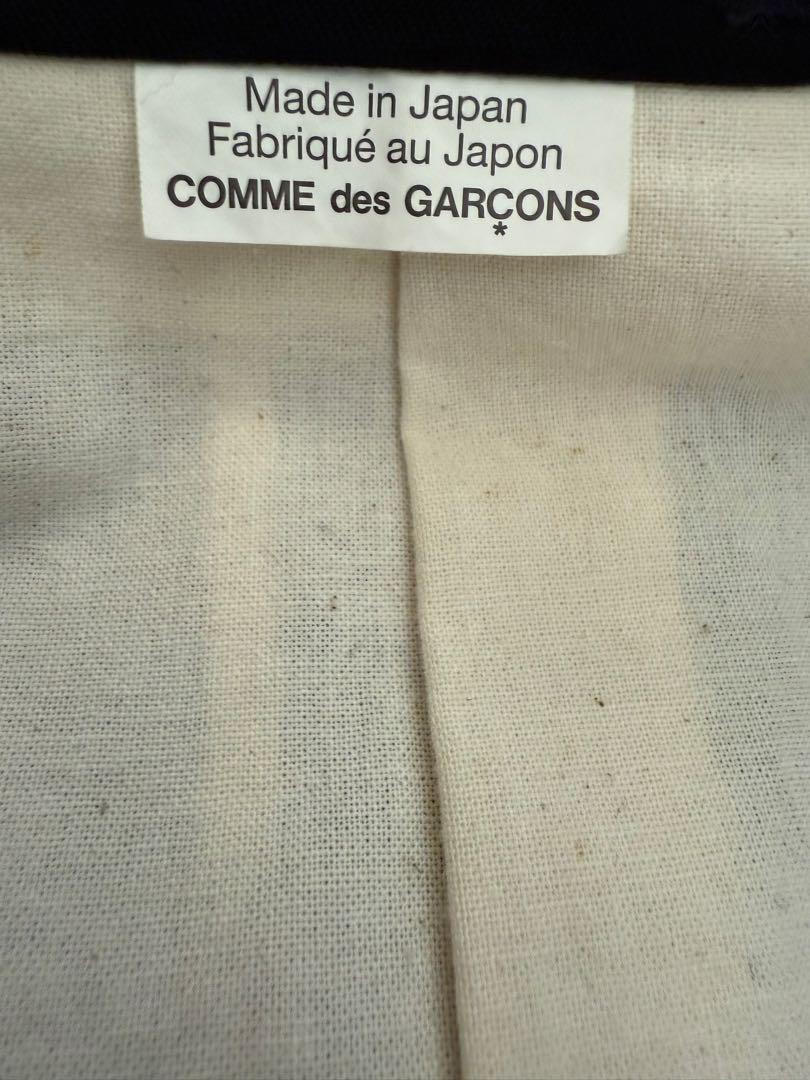 Made in Japan
Fabriqué au Japon
COMME des GARÇONS
*